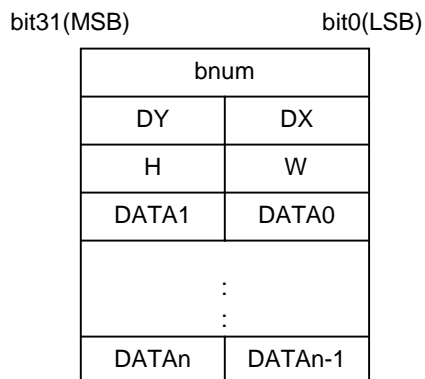 bit31(MSB) bit0(LSB)
bnum
DY DX
H W
DATA1 DATA0
:
:
DATAn DATAn-1